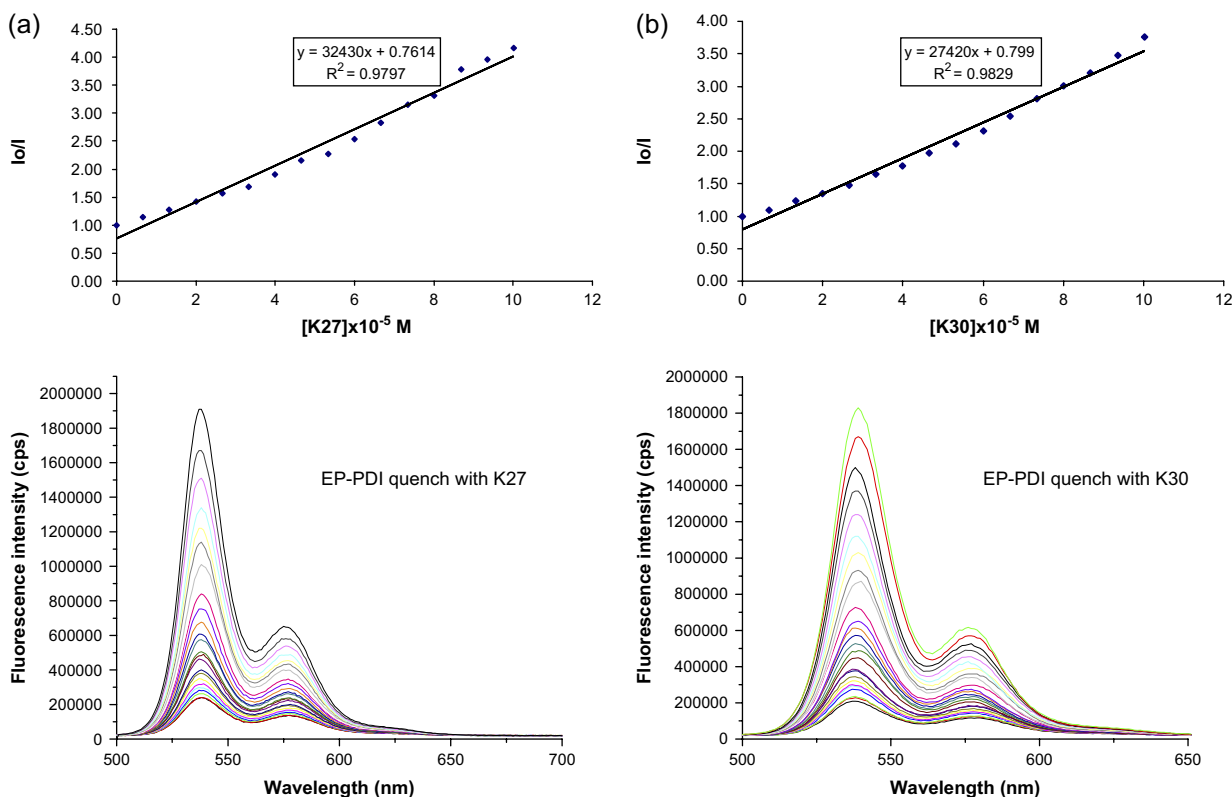 (a)
4.50
4.00
3.50
3.00
2.50
2.00
1.50
1.00
0.50
0.00
Io/I
y = 32430x + 0.7614
R² = 0.9797
0 2 4 6 8 10 12
[K27]x10⁻⁵ M
(b)
4.00
3.50
3.00
2.50
2.00
1.50
1.00
0.50
0.00
Io/I
y = 27420x + 0.799
R² = 0.9829
0 2 4 6 8 10 12
[K30]x10⁻⁵ M
2000000
1800000
1600000
1400000
1200000
1000000
800000
600000
400000
200000
0
Fluorescence intensity (cps)
EP-PDI quench with K27
500 550 600 650 700
Wavelength (nm)
2000000
1800000
1600000
1400000
1200000
1000000
800000
600000
400000
200000
0
Fluorescence intensity (cps)
EP-PDI quench with K30
500 550 600 650
Wavelength (nm)